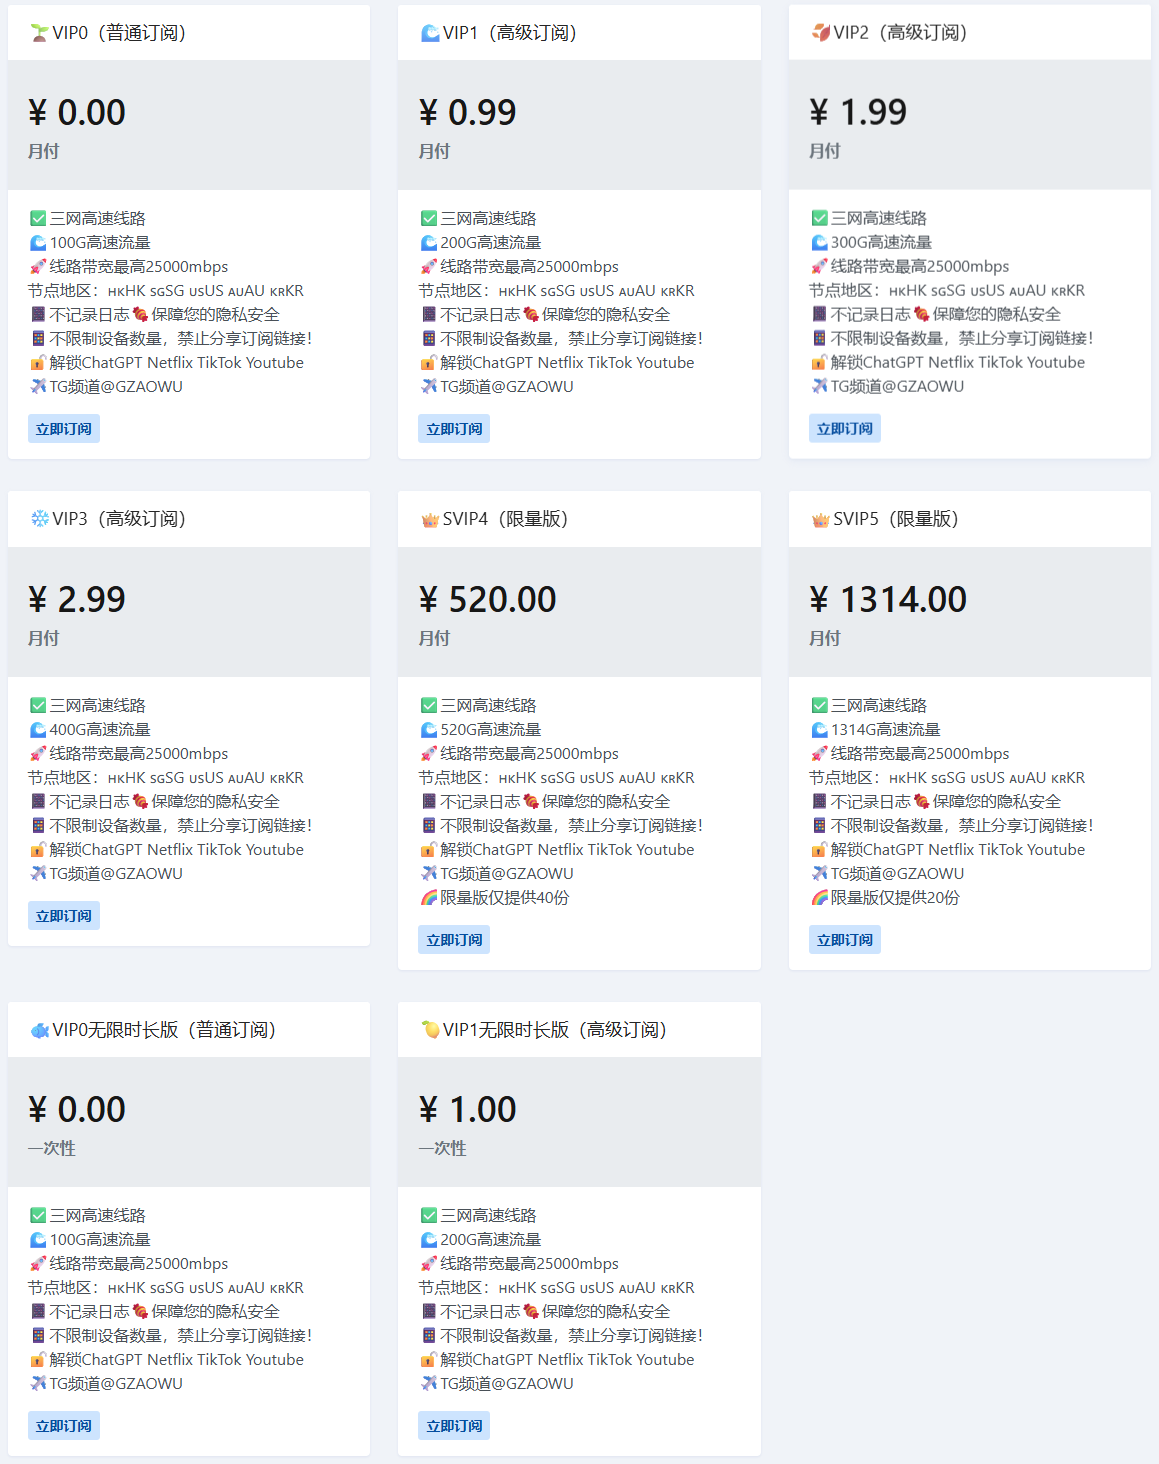 VIP0（普通订阅）
¥ 0.00
月付
三网高速线路
100G高速流量
线路带宽最高25000mbps
节点地区：ʜᴋHK sɢSG ᴜsUS ᴀᴜAU ᴋʀKR
不记录日志 保障您的隐私安全
不限制设备数量，禁止分享订阅链接！
解锁ChatGPT Netflix TikTok Youtube
TG频道@GZAOWU
立即订阅
VIP1（高级订阅）
¥ 0.99
月付
三网高速线路
200G高速流量
线路带宽最高25000mbps
节点地区：ʜᴋHK sɢSG ᴜsUS ᴀᴜAU ᴋʀKR
不记录日志 保障您的隐私安全
不限制设备数量，禁止分享订阅链接！
解锁ChatGPT Netflix TikTok Youtube
TG频道@GZAOWU
立即订阅
VIP2（高级订阅）
¥ 1.99
月付
三网高速线路
300G高速流量
线路带宽最高25000mbps
节点地区：ʜᴋHK sɢSG ᴜsUS ᴀᴜAU ᴋʀKR
不记录日志 保障您的隐私安全
不限制设备数量，禁止分享订阅链接！
解锁ChatGPT Netflix TikTok Youtube
TG频道@GZAOWU
立即订阅
VIP3（高级订阅）
¥ 2.99
月付
三网高速线路
400G高速流量
线路带宽最高25000mbps
节点地区：ʜᴋHK sɢSG ᴜsUS ᴀᴜAU ᴋʀKR
不记录日志 保障您的隐私安全
不限制设备数量，禁止分享订阅链接！
解锁ChatGPT Netflix TikTok Youtube
TG频道@GZAOWU
立即订阅
SVIP4（限量版）
¥ 520.00
月付
三网高速线路
520G高速流量
线路带宽最高25000mbps
节点地区：ʜᴋHK sɢSG ᴜsUS ᴀᴜAU ᴋʀKR
不记录日志 保障您的隐私安全
不限制设备数量，禁止分享订阅链接！
解锁ChatGPT Netflix TikTok Youtube
TG频道@GZAOWU
限量版仅提供40份
立即订阅
SVIP5（限量版）
¥ 1314.00
月付
三网高速线路
1314G高速流量
线路带宽最高25000mbps
节点地区：ʜᴋHK sɢSG ᴜsUS ᴀᴜAU ᴋʀKR
不记录日志 保障您的隐私安全
不限制设备数量，禁止分享订阅链接！
解锁ChatGPT Netflix TikTok Youtube
TG频道@GZAOWU
限量版仅提供20份
立即订阅
VIP0无限时长版（普通订阅）
¥ 0.00
一次性
三网高速线路
100G高速流量
线路带宽最高25000mbps
节点地区：ʜᴋHK sɢSG ᴜsUS ᴀᴜAU ᴋʀKR
不记录日志 保障您的隐私安全
不限制设备数量，禁止分享订阅链接！
解锁ChatGPT Netflix TikTok Youtube
TG频道@GZAOWU
立即订阅
VIP1无限时长版（高级订阅）
¥ 1.00
一次性
三网高速线路
200G高速流量
线路带宽最高25000mbps
节点地区：ʜᴋHK sɢSG ᴜsUS ᴀᴜAU ᴋʀKR
不记录日志 保障您的隐私安全
不限制设备数量，禁止分享订阅链接！
解锁ChatGPT Netflix TikTok Youtube
TG频道@GZAOWU
立即订阅